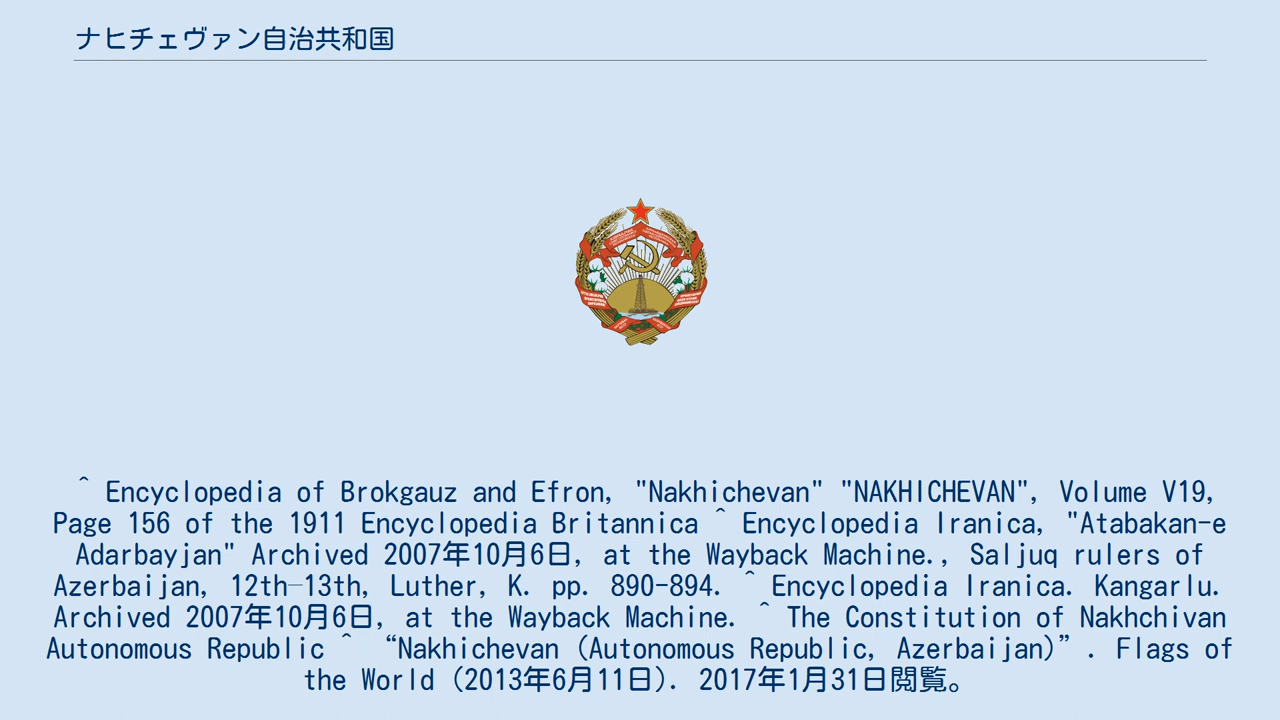 ナヒチェヴァン自治共和国
^ Encyclopedia of Brokgauz and Efron, "Nakhichevan" "NAKHICHEVAN", Volume V19,
Page 156 of the 1911 Encyclopedia Britannica ^ Encyclopedia Iranica, "Atabakan-e
Adarbayjan" Archived 2007年10月6日, at the Wayback Machine., Saljuq rulers of
Azerbaijan, 12th–13th, Luther, K. pp. 890-894. ^ Encyclopedia Iranica. Kangarlu.
Archived 2007年10月6日, at the Wayback Machine. ^ The Constitution of Nakhchivan
Autonomous Republic ^ “Nakhichevan (Autonomous Republic, Azerbaijan)”. Flags of
the World (2013年6月11日). 2017年1月31日閲覧。